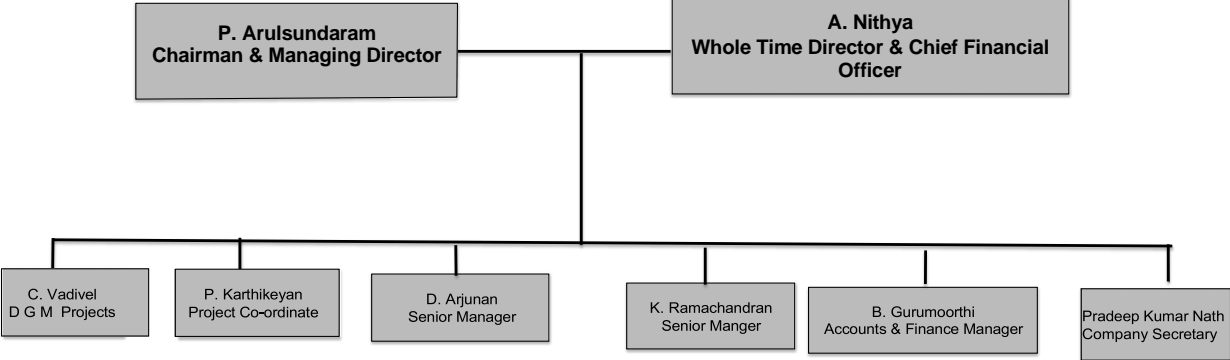 P. Arulsundaram
Chairman & Managing Director
A. Nithya
Whole Time Director & Chief Financial
Officer
C. Vadivel
D G M Projects
P. Karthikeyan
Project Co-ordinate
D. Arjunan
Senior Manager
K. Ramachandran
Senior Manger
B. Gurumoorthi
Accounts & Finance Manager
Pradeep Kumar Nath
Company Secretary